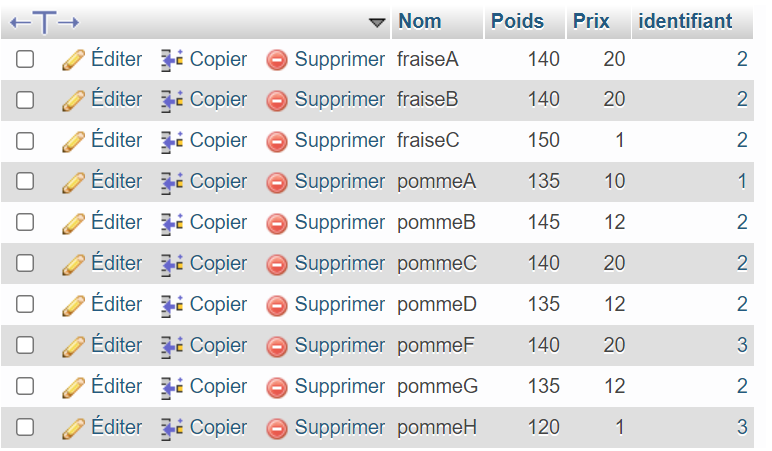 Nom Poids Prix identifiant
Éditer Copier Supprimer fraiseA 140 20 2
Éditer Copier Supprimer fraiseB 140 20 2
Éditer Copier Supprimer fraiseC 150 1 2
Éditer Copier Supprimer pommeA 135 10 1
Éditer Copier Supprimer pommeB 145 12 2
Éditer Copier Supprimer pommeC 140 20 2
Éditer Copier Supprimer pommeD 135 12 2
Éditer Copier Supprimer pommeF 140 20 3
Éditer Copier Supprimer pommeG 135 12 2
Éditer Copier Supprimer pommeH 120 1 3